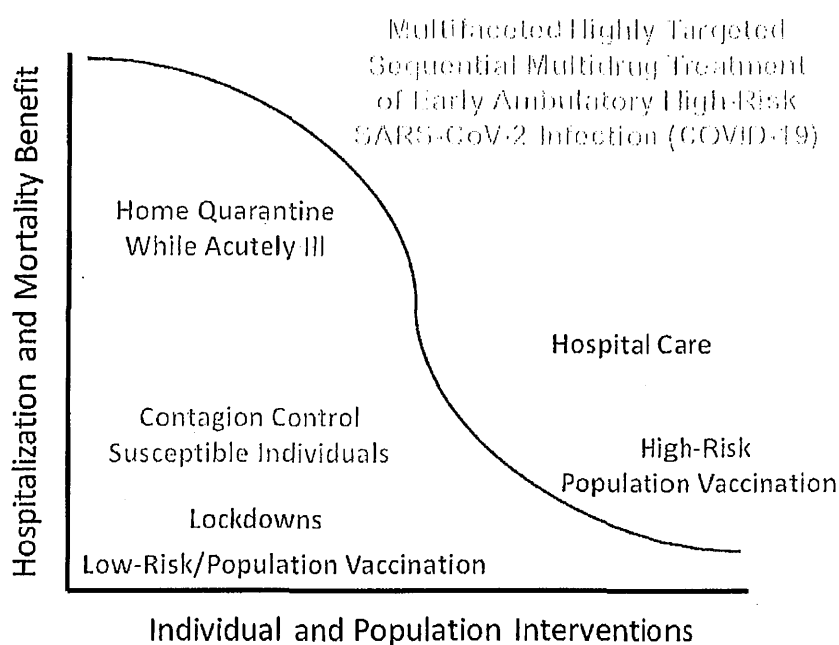 Multifaceted Highly Targeted
Sequential Multidrug Treatment
of Early Ambulatory High-Risk
SARS-CoV-2 Infection (COVID-19)
Hospitalization and Mortality Benefit
Home Quarantine
While Acutely Ill
Hospital Care
Contagion Control
Susceptible Individuals
High-Risk
Population Vaccination
Lockdowns
Low-Risk/Population Vaccination
Individual and Population Interventions